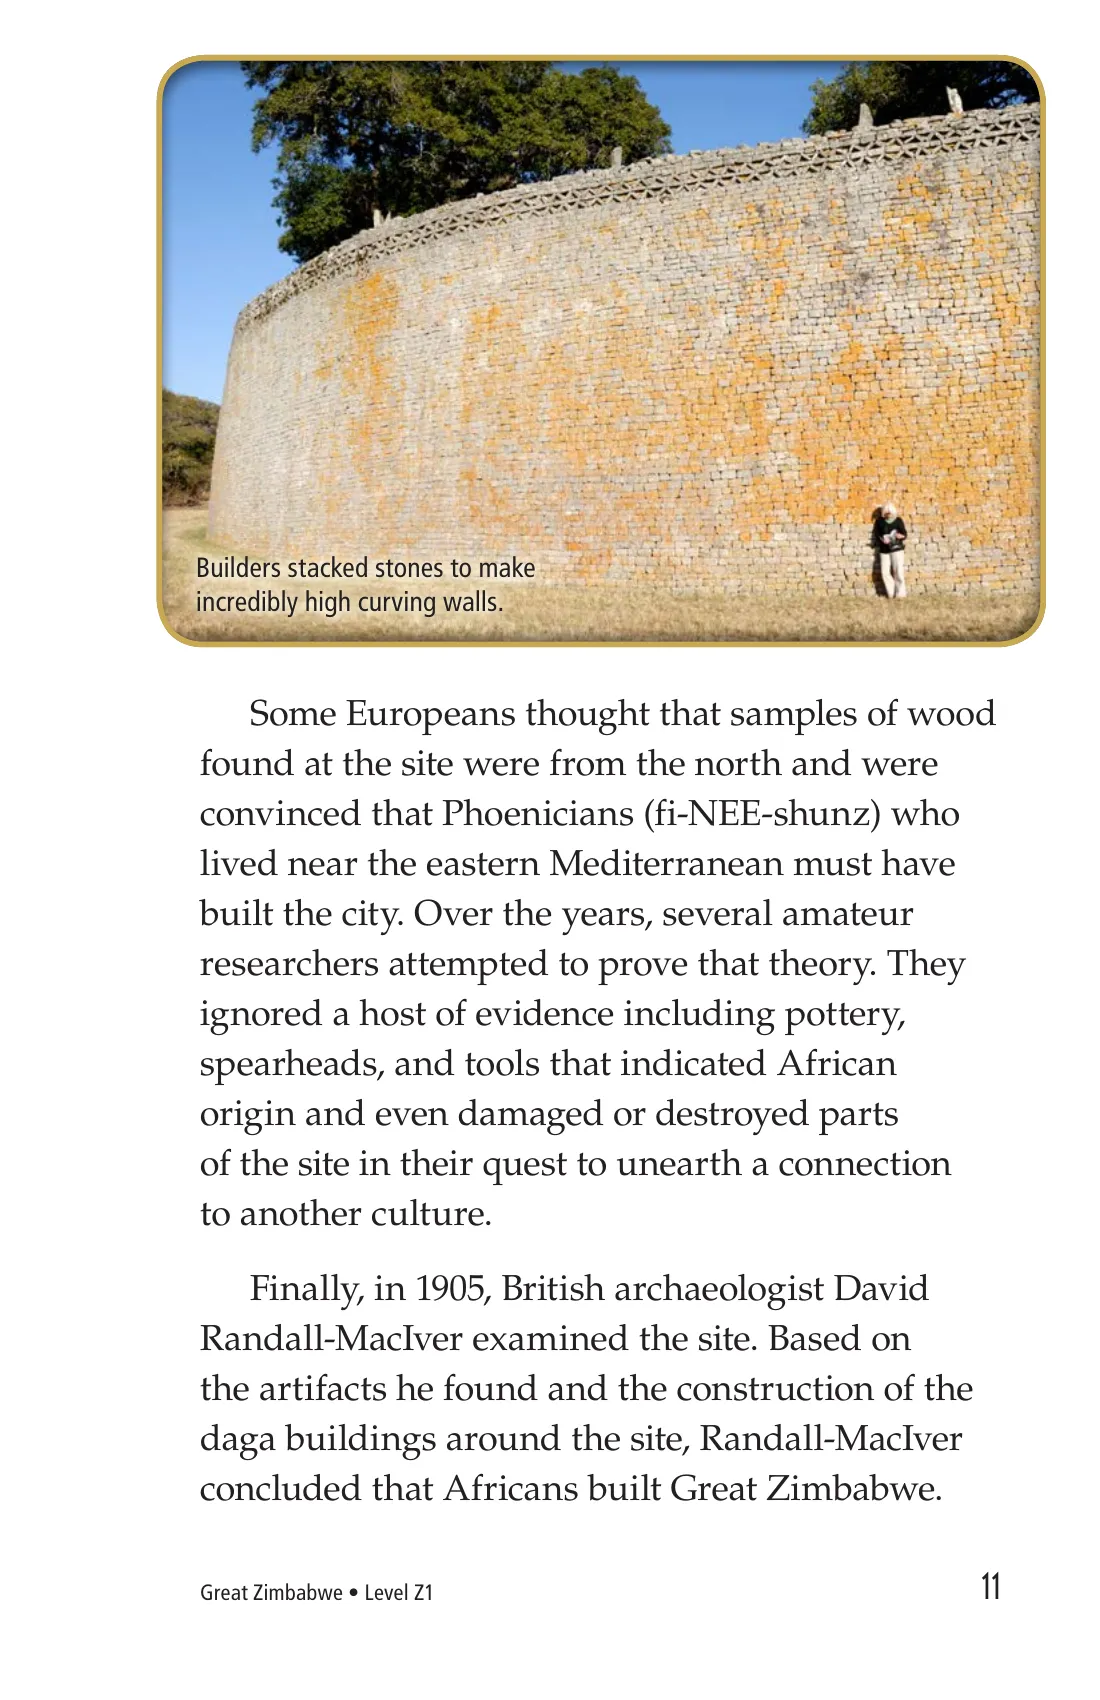 Builders stacked stones to make
incredibly high curving walls.
Some Europeans thought that samples of wood
found at the site were from the north and were
convinced that Phoenicians (fi-NEE-shunz) who
lived near the eastern Mediterranean must have
built the city. Over the years, several amateur
researchers attempted to prove that theory. They
ignored a host of evidence including pottery,
spearheads, and tools that indicated African
origin and even damaged or destroyed parts
of the site in their quest to unearth a connection
to another culture.
Finally, in 1905, British archaeologist David
Randall-MacIver examined the site. Based on
the artifacts he found and the construction of the
daga buildings around the site, Randall-MacIver
concluded that Africans built Great Zimbabwe.
Great Zimbabwe • Level Z1
11